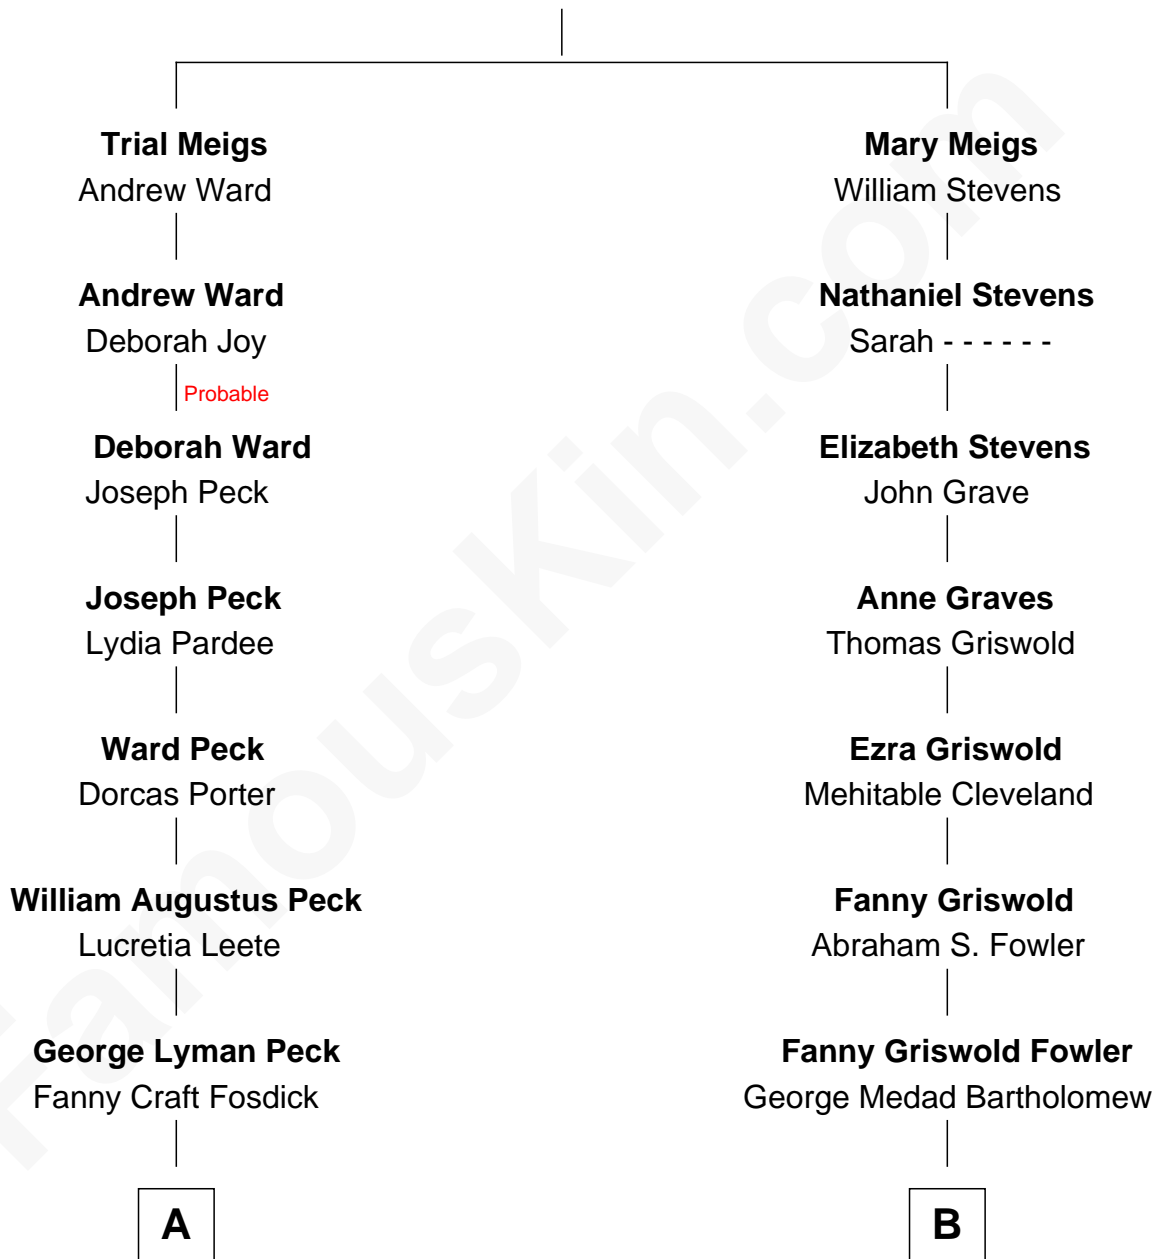 Trial Meigs
Andrew Ward
Andrew Ward
Deborah Joy
Probable
Deborah Ward
Joseph Peck
Joseph Peck
Lydia Pardee
Ward Peck
Dorcas Porter
William Augustus Peck
Lucretia Leete
George Lyman Peck
Fanny Craft Fosdick
A
Mary Meigs
William Stevens
Nathaniel Stevens
Sarah - - - - - -
Elizabeth Stevens
John Grave
Anne Graves
Thomas Griswold
Ezra Griswold
Mehitable Cleveland
Fanny Griswold
Abraham S. Fowler
Fanny Griswold Fowler
George Medad Bartholomew
B
FamousKin.com